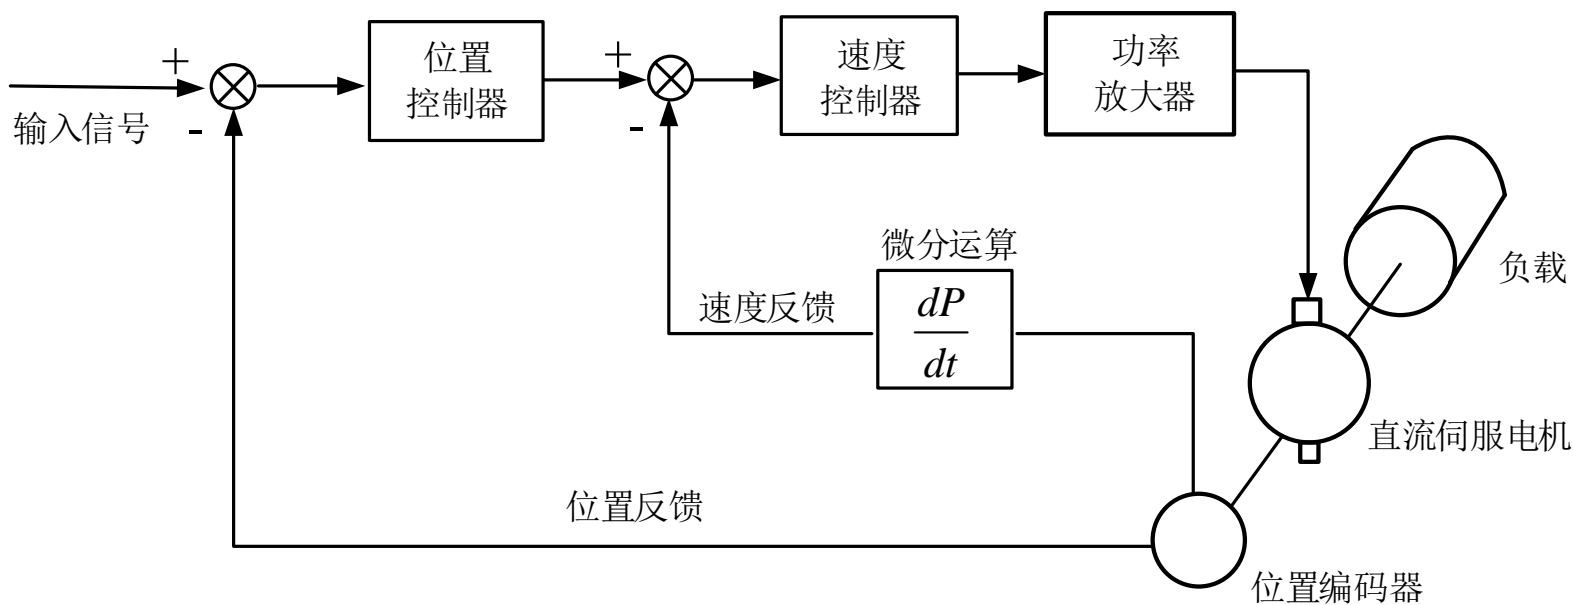 +
输入信号
-
位置
控制器
+
-
速度
控制器
功率
放大器
微分运算
dP
dt
速度反馈
负载
直流伺服电机
位置反馈
位置编码器